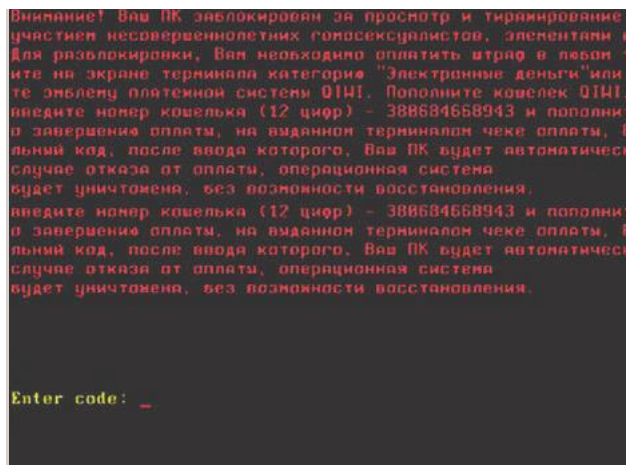 Внимание! Ваш ПК заблокирован за просмотр и тиражирование
участием несовершеннолетних гомосексуалистов, элементами
Для разблокировки, Вам необходимо оплатить штраф в любом
ите на экране терминала категорию "Электронные деньги"или
те эмблему платежной системы QIWI. Пополните кошелек QIWI.
введите номер кошелька (12 цифр) - 380684668943 и пополни
о завершению оплаты, на выданном терминалом чеке оплаты,
льный код, после ввода которого, Ваш ПК будет автоматичес
случае отказа от оплаты, операционная система
будет уничтожена, без возможности восстановления.
введите номер кошелька (12 цифр) - 380684668943 и пополни
о завершению оплаты, на выданном терминалом чеке оплаты,
льный код, после ввода которого, Ваш ПК будет автоматичес
случае отказа от оплаты, операционная система
будет уничтожена, без возможности восстановления.
Enter code: _